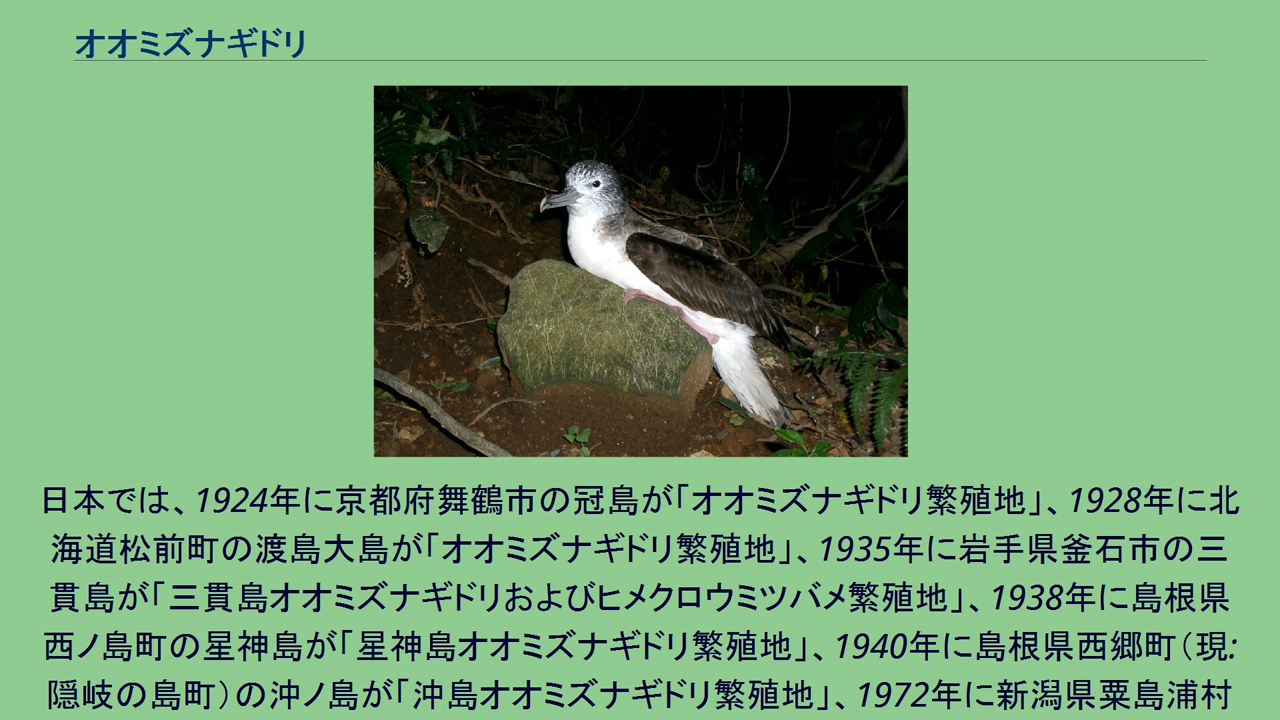 オオミズナギドリ
日本では、1924年に京都府舞鶴市の冠島が「オオミズナギドリ繁殖地」、1928年に北
海道松前町の渡島大島が「オオミズナギドリ繁殖地」、1935年に岩手県釜石市の三
貫島が「三貫島オオミズナギドリおよびヒメクロウミツバメ繁殖地」、1938年に島根県
西ノ島町の星神島が「星神島オオミズナギドリ繁殖地」、1940年に島根県西郷町（現:
隠岐の島町）の沖ノ島が「沖島オオミズナギドリ繁殖地」、1972年に新潟県粟島浦村